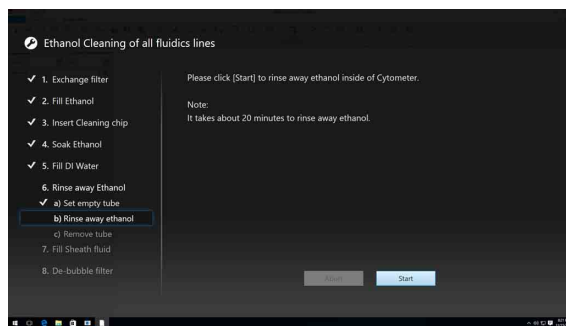 Ethanol Cleaning of all fluidics lines
1. Exchange filter
2. Fill Ethanol
3. Insert Cleaning chip
4. Soak Ethanol
5. Fill DI Water
6. Rinse away Ethanol
a) Set empty tube
b) Rinse away ethanol
c) Remove tube
7. Fill Sheath fluid
8. De-bubble filter
Please click [Start] to rinse away ethanol inside of Cytometer.
Note:
It takes about 20 minutes to rinse away ethanol.
Abort
Start